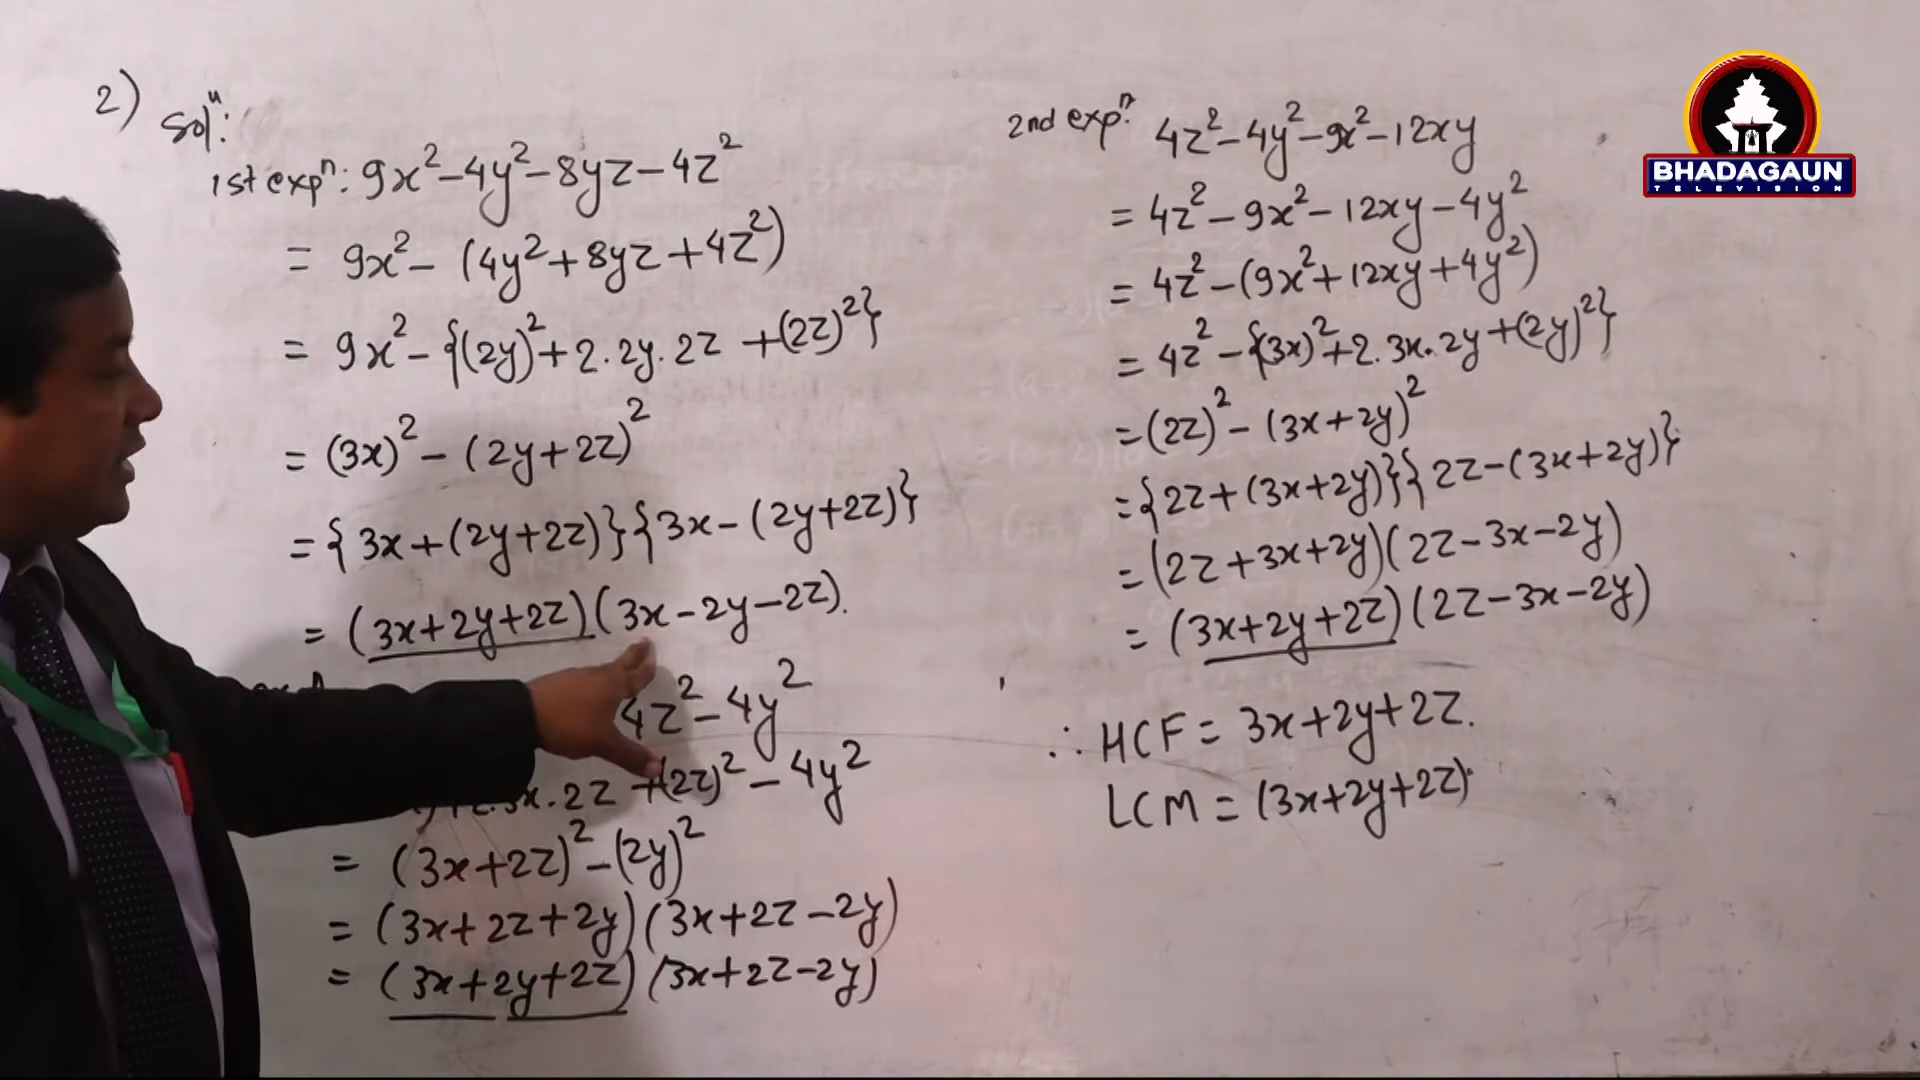 2)
Solⁿ:
1st expⁿ: 9x²-4y²-8yz-4z²
= 9x²- (4y²+8yz+4z²)
= 9x²-{(2y)²+2.2y.2z +(2z)²}
= (3x)²-(2y+2z)²
={3x+(2y+2z)}{3x-(2y+2z)}
= (3x+2y+2z)(3x-2y-2z).
4z²-4y²
3x.2z +(2z)²-4y²
= (3x+2z)²-(2y)²
= (3x+2z+2y)(3x+2z-2y)
= (3x+2y+2z)(3x+2z-2y)
2nd expⁿ: 4z²-4y²-9x²-12xy
= 4z²-9x²-12xy-4y²
= 4z²-(9x²+12xy+4y²)
= 4z²-{(3x)²+2.3x.2y+(2y)²}
=(2z)²-(3x+2y)²
={2z+(3x+2y)}{2z-(3x+2y)}
=(2z+3x+2y)(2z-3x-2y)
= (3x+2y+2z)(2z-3x-2y)
∴ HCF = 3x+2y+2z.
LCM = (3x+2y+2z)
BHADAGAUN
TELEVISION